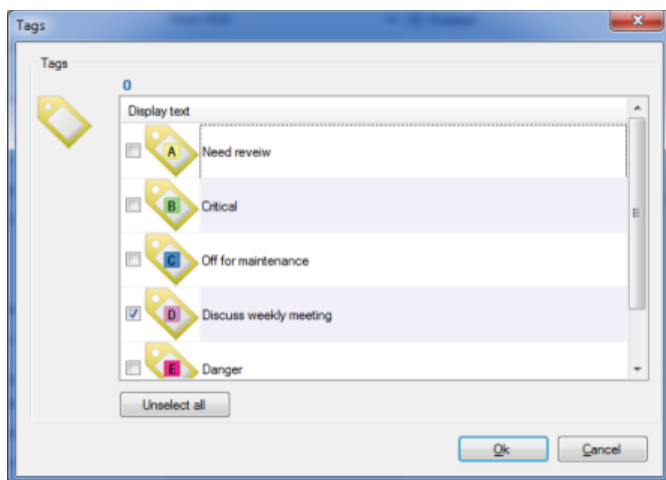 Tags
Tags
0
Display text
A Need reveiw
B Critical
C Off for maintenance
D Discuss weekly meeting
E Danger
Unselect all
Ok
Cancel